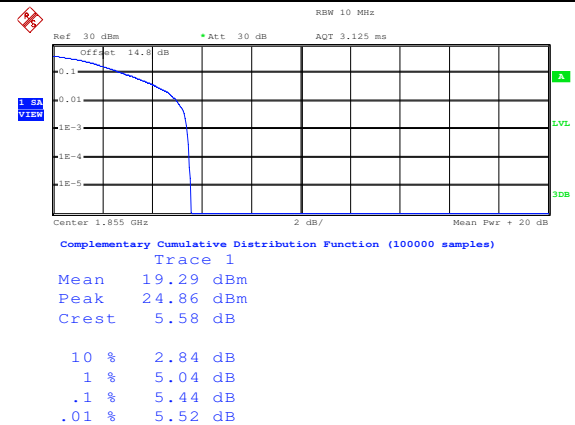 RBW 10 MHz
Ref 30 dBm *Att 30 dB AQT 3.125 ms
Offset 14.8 dB
0.1
A
0.01
1 SA
VIEW
LVL
1E-3
1E-4
1E-5
3DB
Center 1.855 GHz 2 dB/ Mean Pwr + 20 dB
Complementary Cumulative Distribution Function (100000 samples)
Trace 1
Mean 19.29 dBm
Peak 24.86 dBm
Crest 5.58 dB
10 % 2.84 dB
1 % 5.04 dB
.1 % 5.44 dB
.01 % 5.52 dB